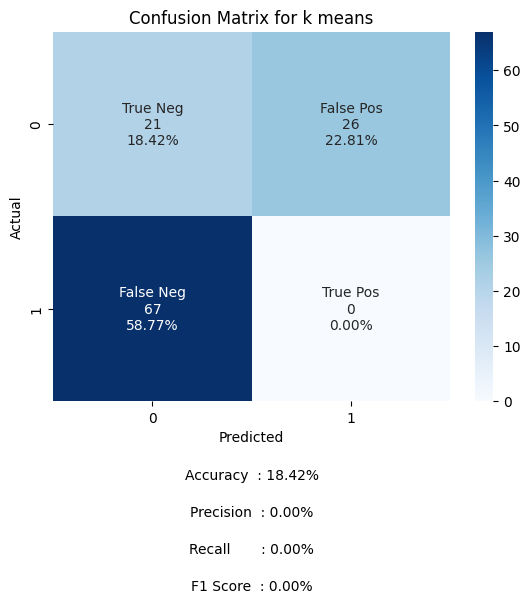 Confusion Matrix for k means
True Neg
21
18.42%
False Pos
26
22.81%
False Neg
67
58.77%
True Pos
0
0.00%
0
1
Actual
0
1
Predicted
60
50
40
30
20
10
0
Accuracy : 18.42%
Precision : 0.00%
Recall : 0.00%
F1 Score : 0.00%